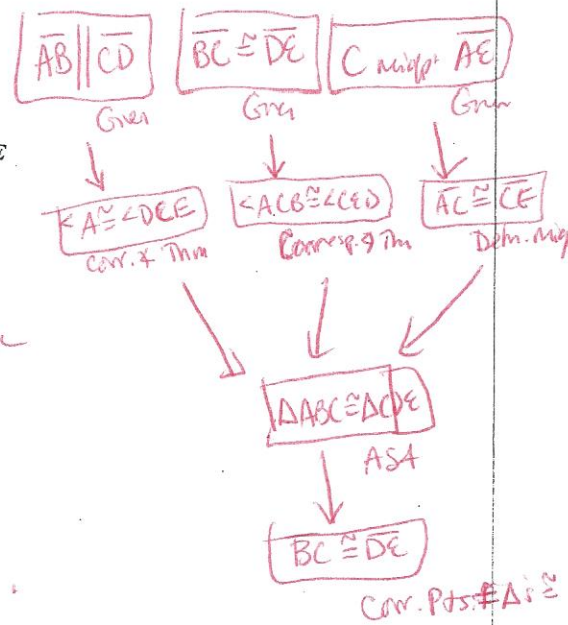 AB || CD
BC ≅ DE
C midpt AE
Given
Given
Given
E
<A ≅ <DCE
<ACB ≅ <CED
AC ≅ CE
Corr. ∡ Thm
Corresp. ∡ Thm
Defn. Mid
△ABC ≅ △CDE
ASA
BC ≅ DE
Corr. Pts. ≅ △s ≅